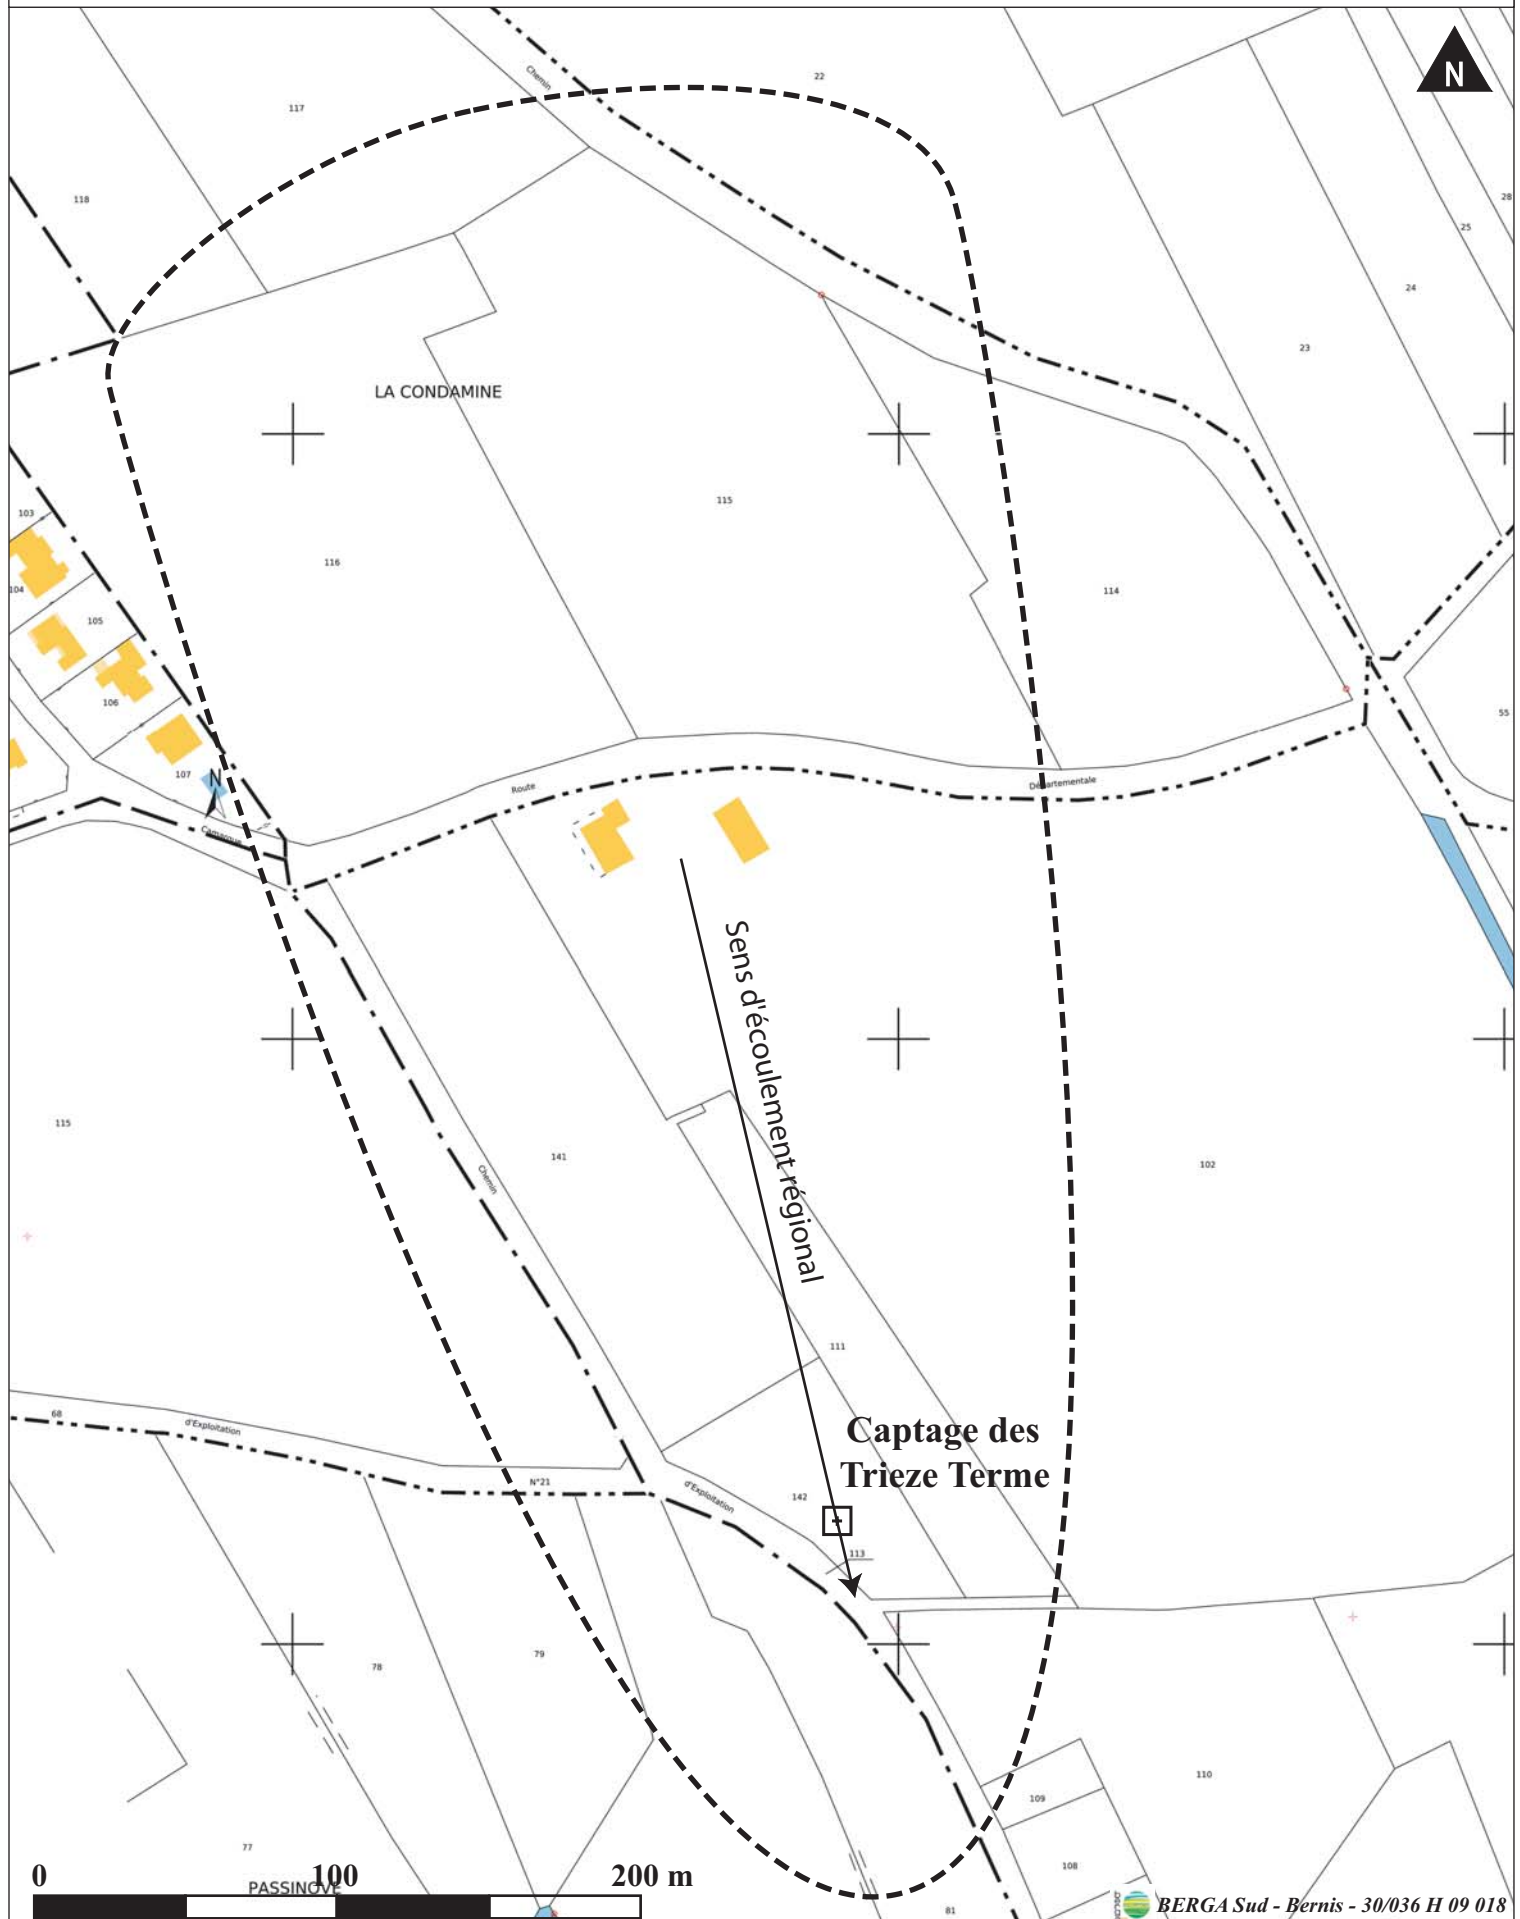 N
22
Chemin
117
118
28
25
24
23
LA CONDAMINE
115
103
116
104
114
105
106
55
107
N
Route
Départementale
Camargue
Sens d'écoulement régional
115
141
102
Chemin
111
68
d'Exploitation
Captage des
Trieze Terme
N°21
d'Exploitation
142
113
79
78
110
109
77
108
0 100 200 m
PASSINOVE
81
BERGA Sud - Bernis - 30/036 H 09 018